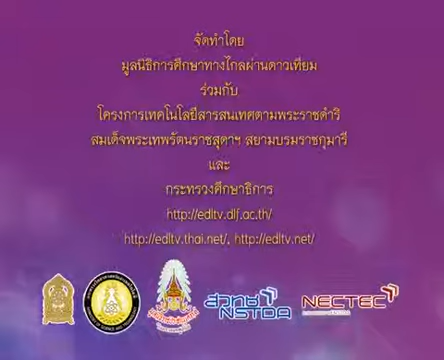 จัดทำโดย
มูลนิธิการศึกษาทางไกลผ่านดาวเทียม
ร่วมกับ
โครงการเทคโนโลยีสารสนเทศตามพระราชดำริ
สมเด็จพระเทพรัตนราชสุดาฯ สยามบรมราชกุมารี
และ
กระทรวงศึกษาธิการ
http://edltv.dlf.ac.th/
http://edltv.thai.net/, http://edltv.net/
สวทช NSTDA
NECTEC